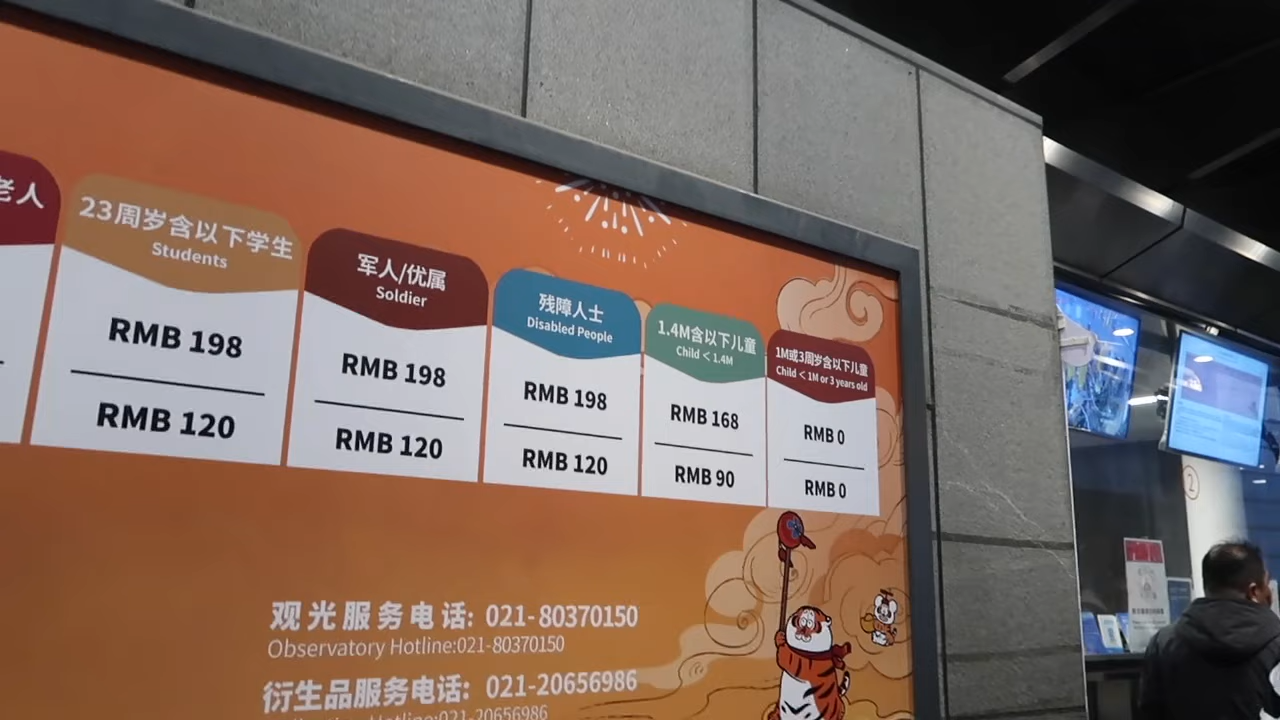 老人
23周岁含以下学生
Students
RMB 198
RMB 120
军人/优属
Soldier
RMB 198
RMB 120
残障人士
Disabled People
RMB 198
RMB 120
1.4M含以下儿童
Child < 1.4M
RMB 168
RMB 90
1M或3周岁含以下儿童
Child < 1M or 3 years old
RMB 0
RMB 0
观光服务电话: 021-80370150
Observatory Hotline:021-80370150
衍生品服务电话: 021-20656986
Hotline:021-20656986
2